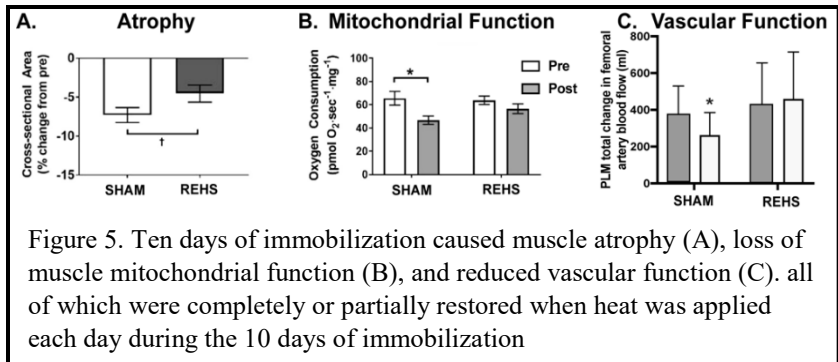 A. Atrophy
Cross-sectional Area
(% change from pre)
0
-5
-10
-15
†
SHAM REHS
B. Mitochondrial Function
Oxygen Consumption
(pmol O₂·sec⁻¹·mg⁻¹)
100
80
60
40
20
0
*
Pre
Post
SHAM REHS
C. Vascular Function
PLM total change in femoral
artery blood flow (ml)
800
600
400
200
0
*
SHAM REHS
Figure 5. Ten days of immobilization caused muscle atrophy (A), loss of
muscle mitochondrial function (B), and reduced vascular function (C). all
of which were completely or partially restored when heat was applied
each day during the 10 days of immobilization